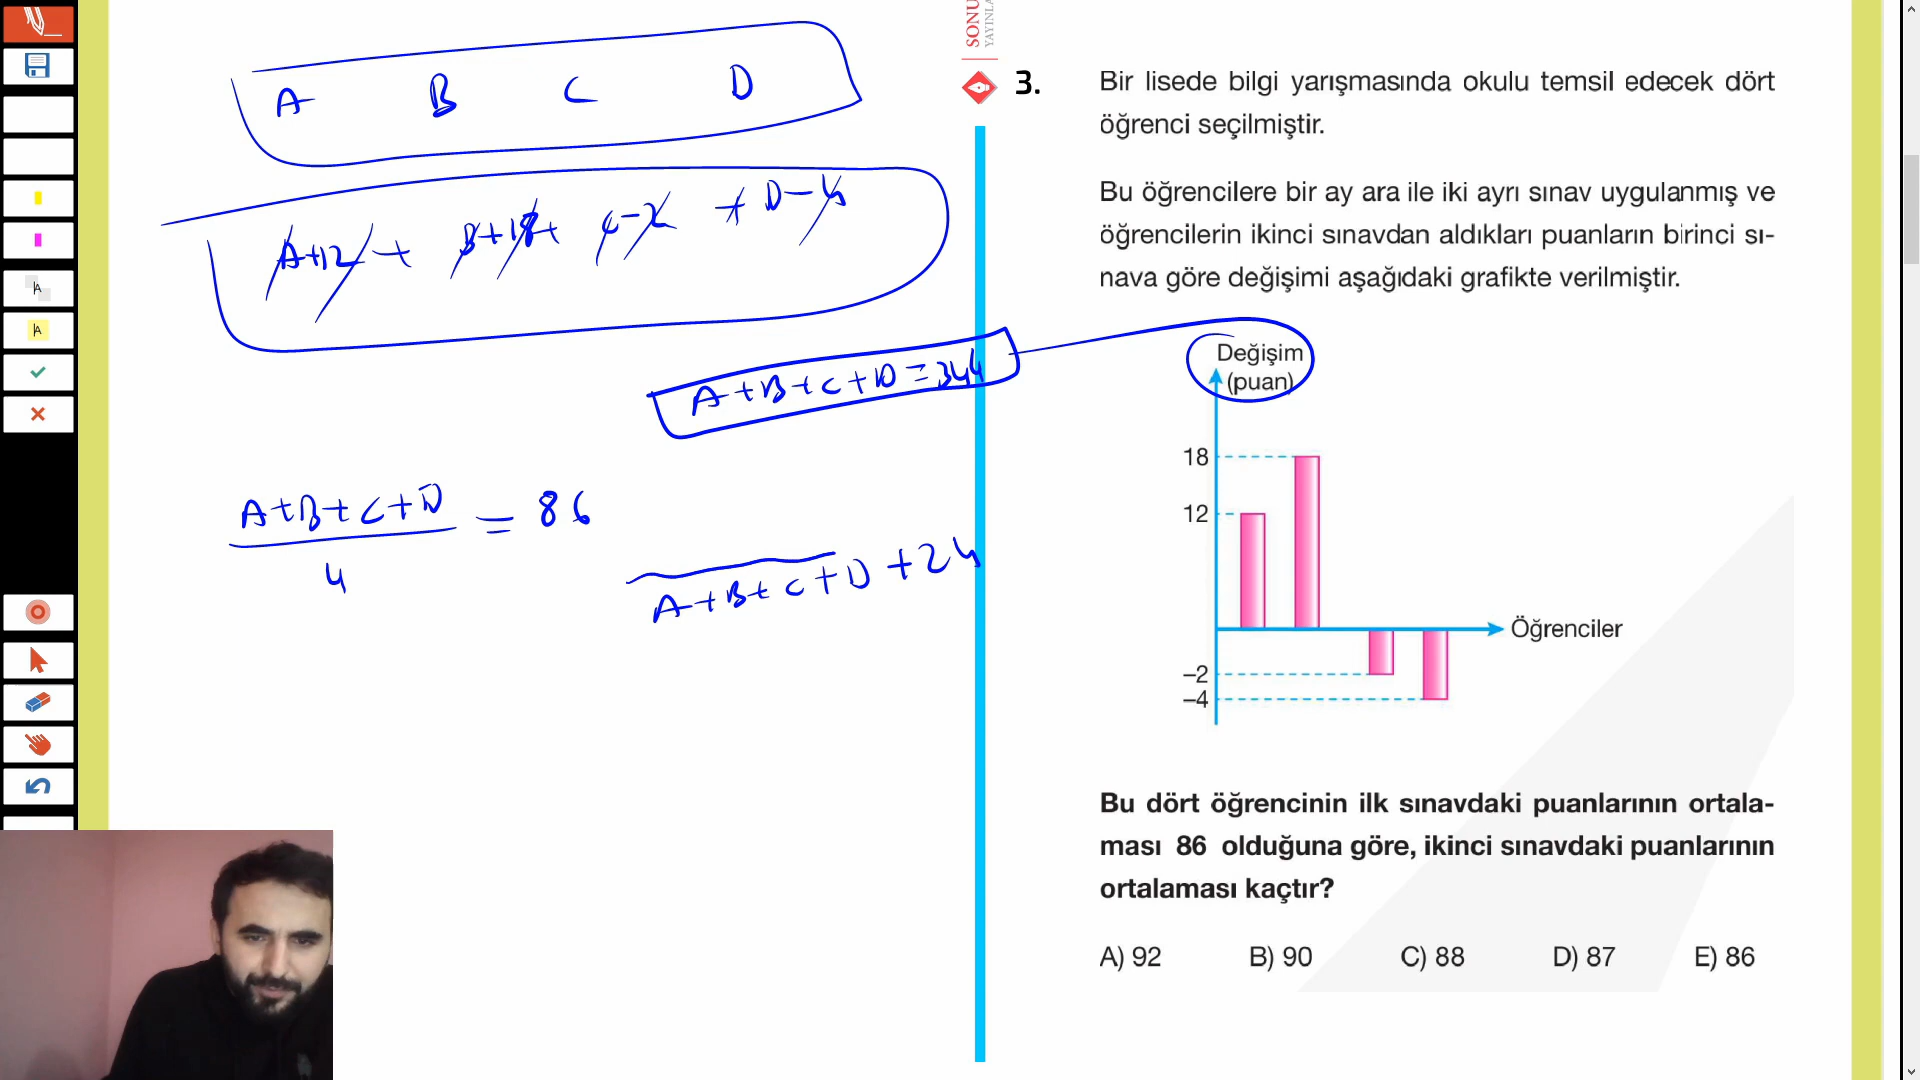 A B C D
A+12 + B+18 + C-2 + D-4
A+B+C+D=344
A+B+C+D
4
= 86
A+B+C+D+24
SONU
YAYINLA
3.
Bir lisede bilgi yarışmasında okulu temsil edecek dört
öğrenci seçilmiştir.
Bu öğrencilere bir ay ara ile iki ayrı sınav uygulanmış ve
öğrencilerin ikinci sınavdan aldıkları puanların birinci sı-
nava göre değişimi aşağıdaki grafikte verilmiştir.
Değişim
(puan)
18
12
–2
–4
Öğrenciler
Bu dört öğrencinin ilk sınavdaki puanlarının ortala-
ması 86 olduğuna göre, ikinci sınavdaki puanlarının
ortalaması kaçtır?
A) 92 B) 90 C) 88 D) 87 E) 86